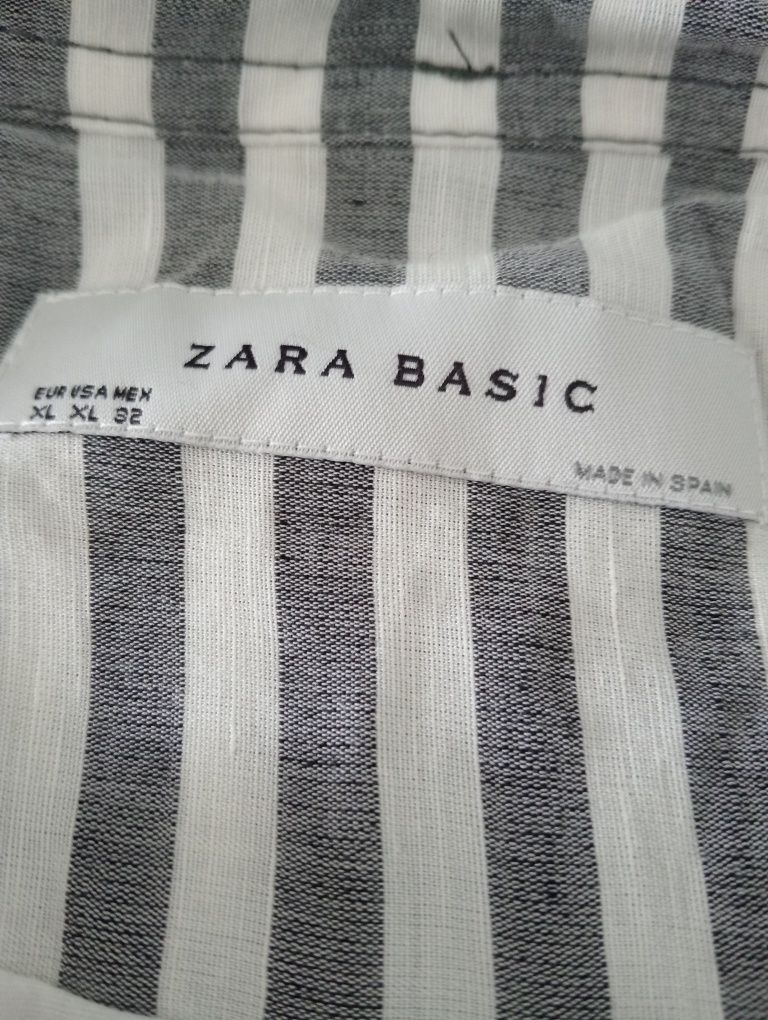 ZARA BASIC
EUR USA MEX
XL XL 32
MADE IN SPAIN